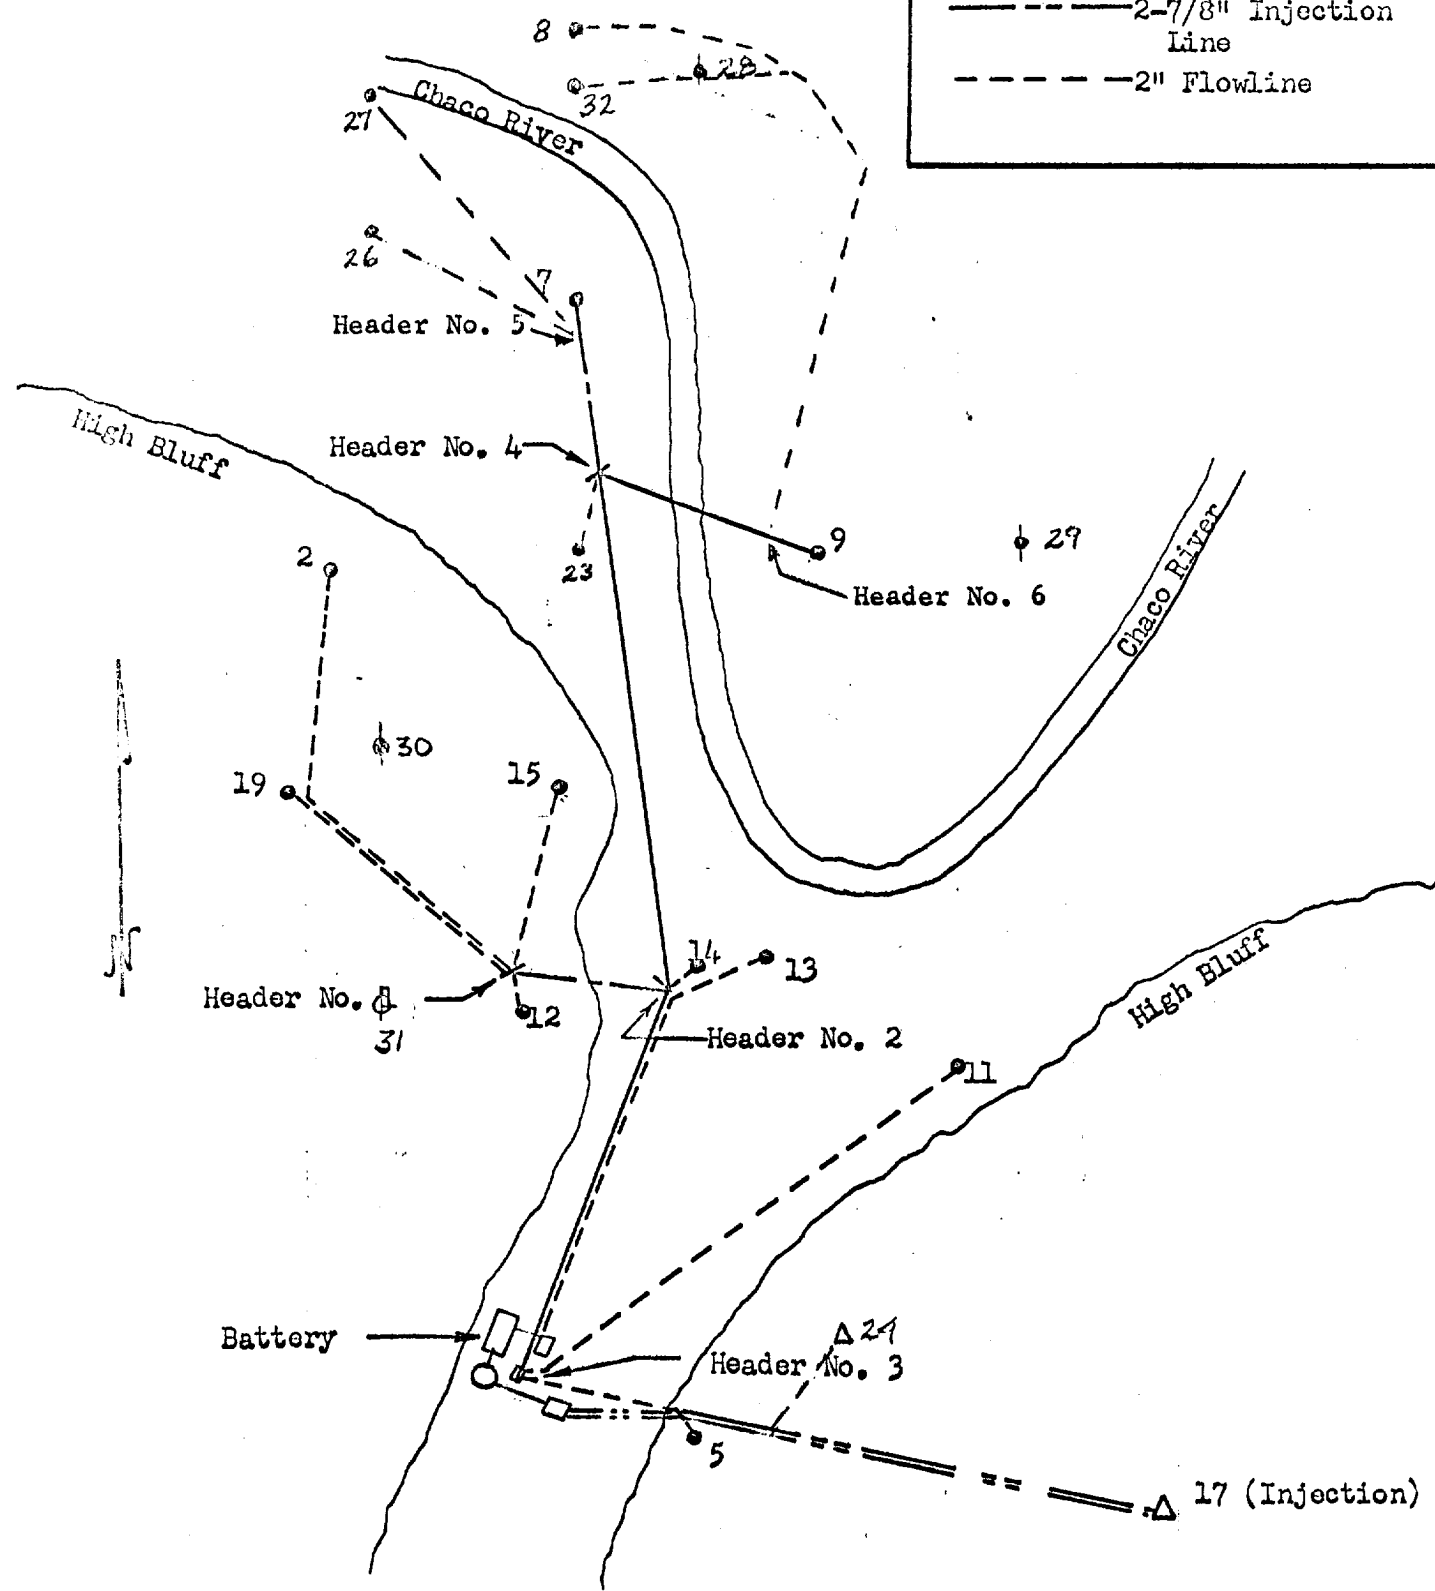 2-7/8" Injection
Line
2" Flowline
8
28
32
27
Chaco River
26
7
Header No. 5
High Bluff
Header No. 4
9
29
23
2
Header No. 6
Chaco River
30
19
15
N
14
13
Header No. 1
31
12
Header No. 2
High Bluff
11
Battery
24
Header No. 3
5
17 (Injection)